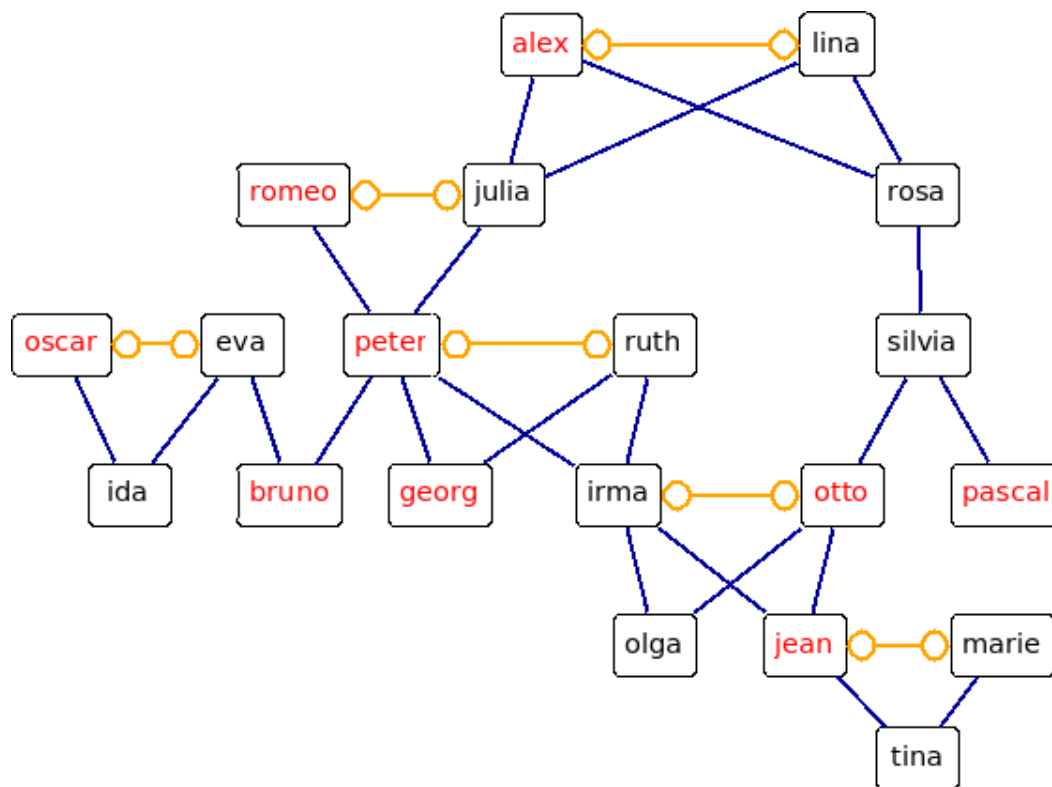 alex
lina
romeo
julia
rosa
oscar
eva
peter
ruth
silvia
ida
bruno
georg
irma
otto
pascal
olga
jean
marie
tina